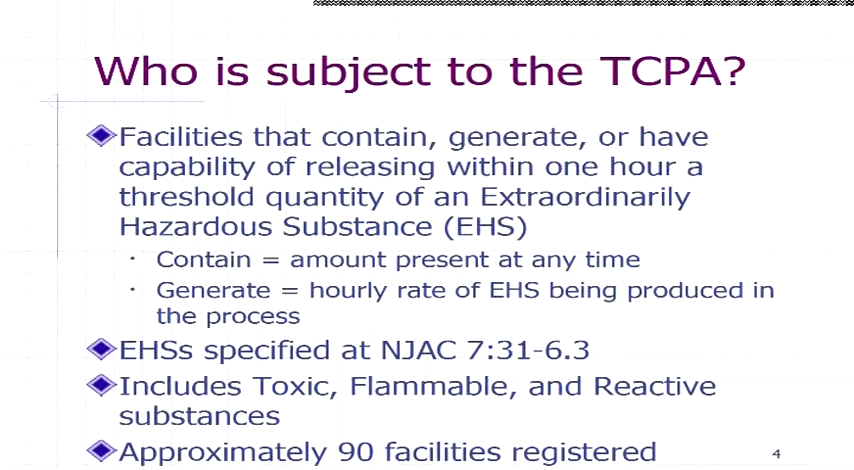 Who is subject to the TCPA?
Facilities that contain, generate, or have
capability of releasing within one hour a
threshold quantity of an Extraordinarily
Hazardous Substance (EHS)
· Contain = amount present at any time
· Generate = hourly rate of EHS being produced in
the process
EHSs specified at NJAC 7:31-6.3
Includes Toxic, Flammable, and Reactive
substances
Approximately 90 facilities registered
4